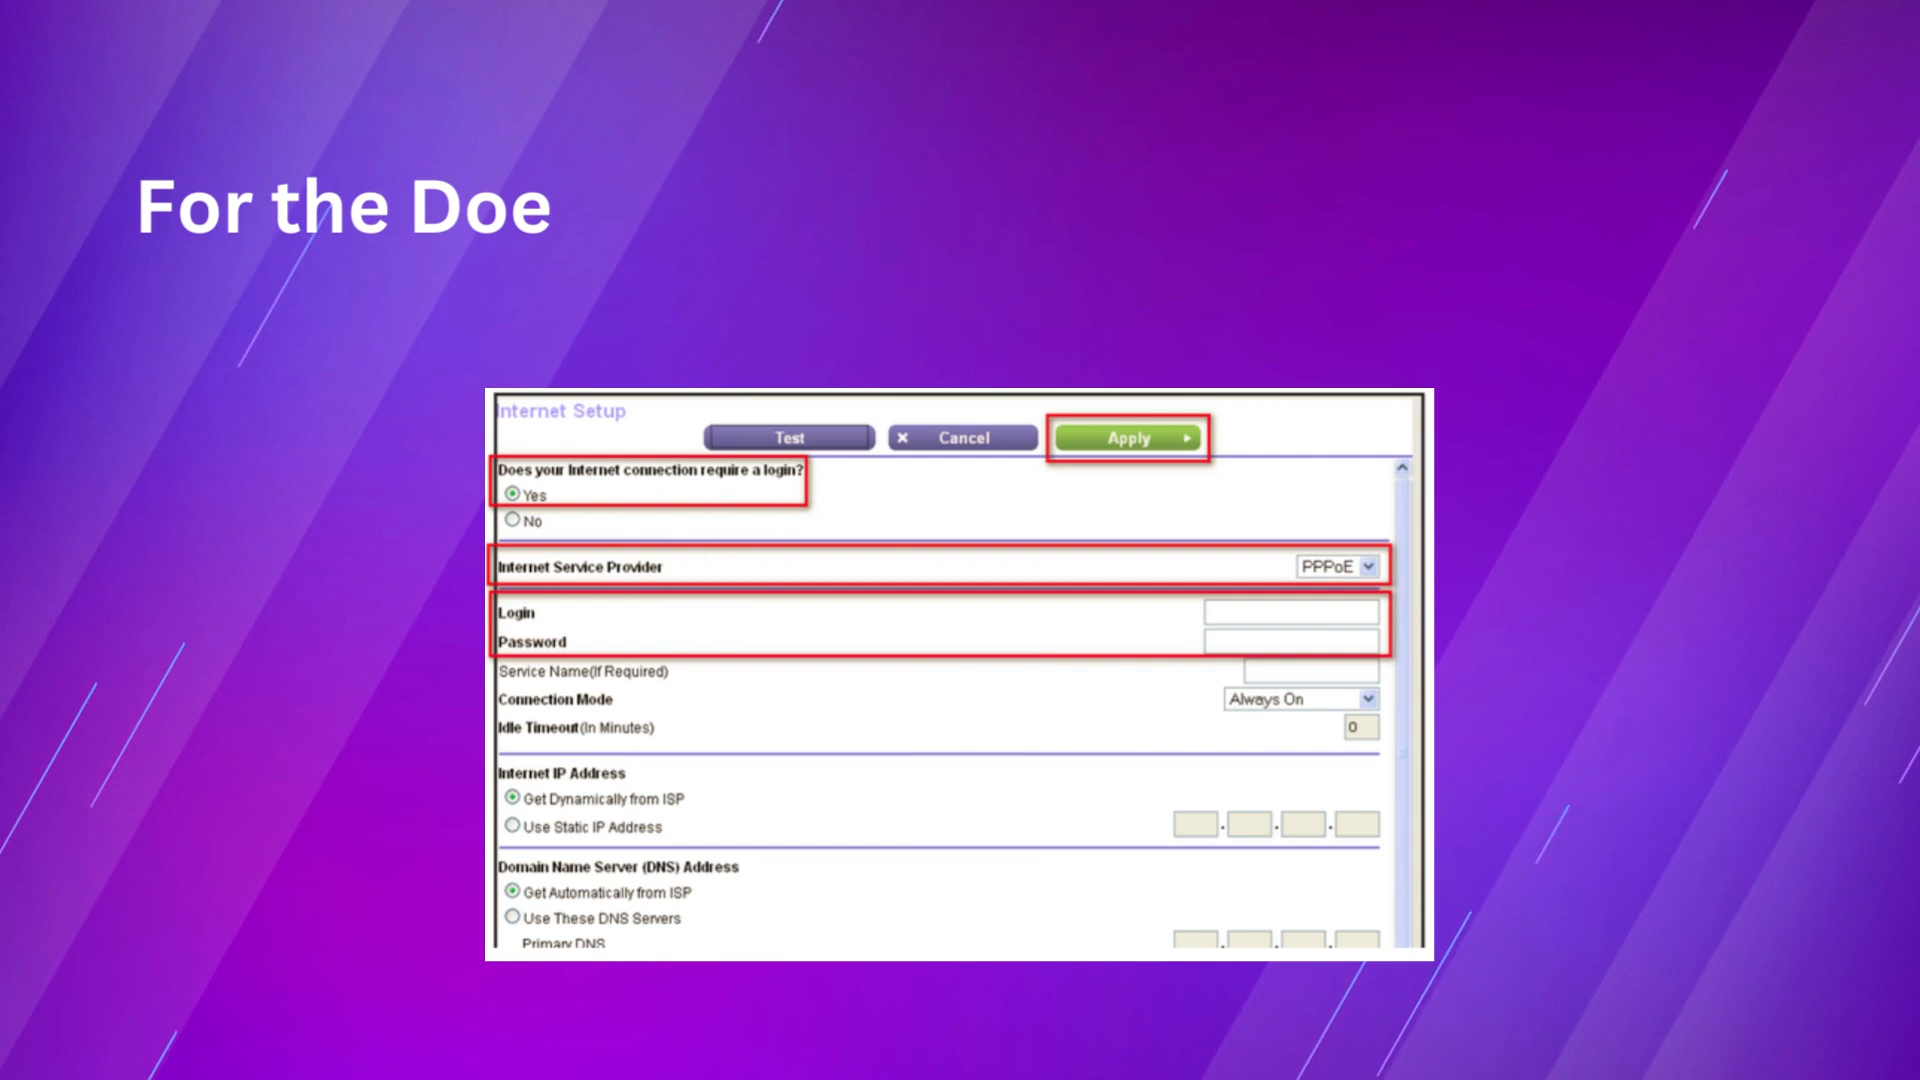 For the Doe
Internet Setup
Test
× Cancel
Apply
Does your Internet connection require a login?
Yes
No
Internet Service Provider
PPPoE
Login
Password
Service Name(If Required)
Connection Mode
Always On
Idle Timeout(In Minutes)
0
Internet IP Address
Get Dynamically from ISP
Use Static IP Address
Domain Name Server (DNS) Address
Get Automatically from ISP
Use These DNS Servers
Primary DNS